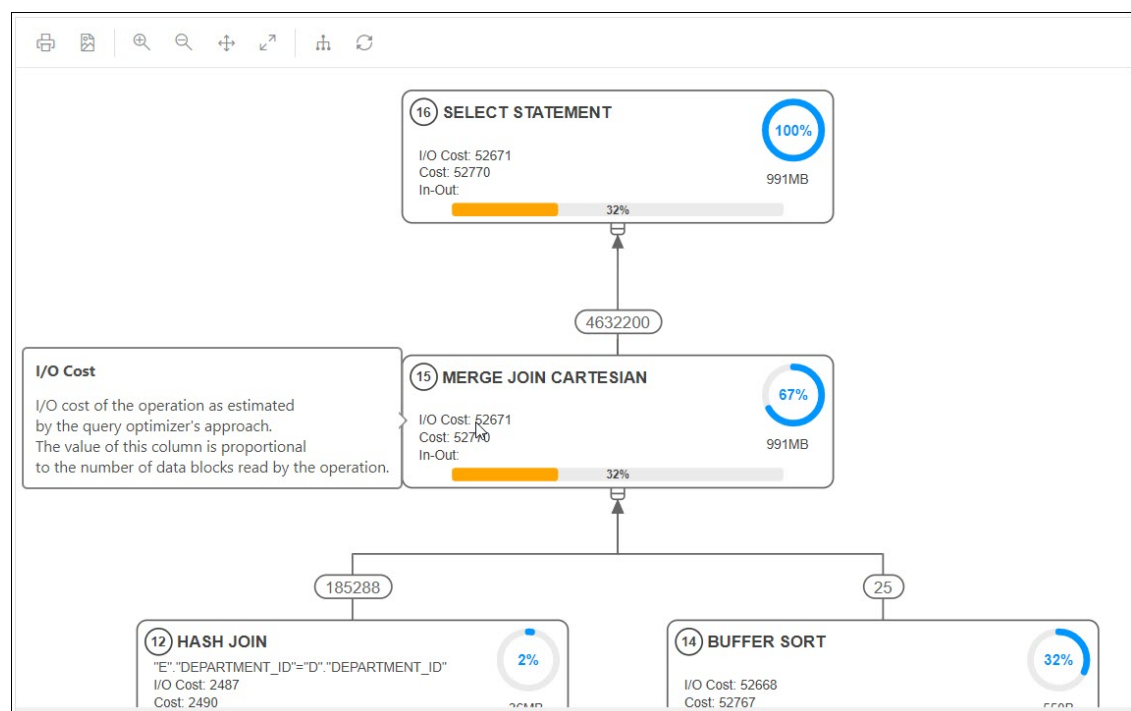 16 SELECT STATEMENT
100%
I/O Cost: 52671
Cost: 52770
In-Out:
991MB
32%
4632200
I/O Cost
I/O cost of the operation as estimated
by the query optimizer's approach.
The value of this column is proportional
to the number of data blocks read by the operation.
15 MERGE JOIN CARTESIAN
67%
I/O Cost: 52671
Cost:
In-Out:
991MB
32%
185288
25
12 HASH JOIN
"E"."DEPARTMENT_ID"="D"."DEPARTMENT_ID"
2%
I/O Cost: 2487
Cost: 2490
14 BUFFER SORT
32%
I/O Cost: 52668
Cost: 52767